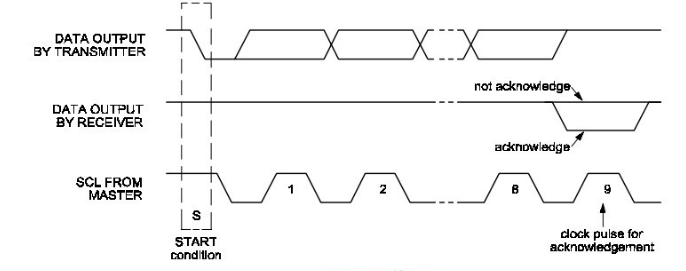 DATA OUTPUT
BY TRANSMITTER
not acknowledge
DATA OUTPUT
BY RECEIVER
acknowledge
SCL FROM
MASTER
1
2
8
9
S
START
condition
clock pulse for
acknowledgement